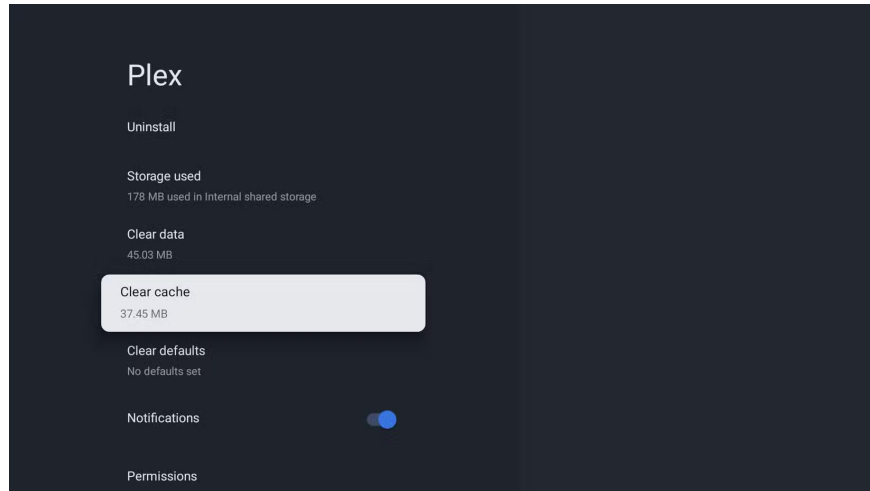 Plex
Uninstall
Storage used
178 MB used in Internal shared storage
Clear data
45.03 MB
Clear cache
37.45 MB
Clear defaults
No defaults set
Notifications
Permissions